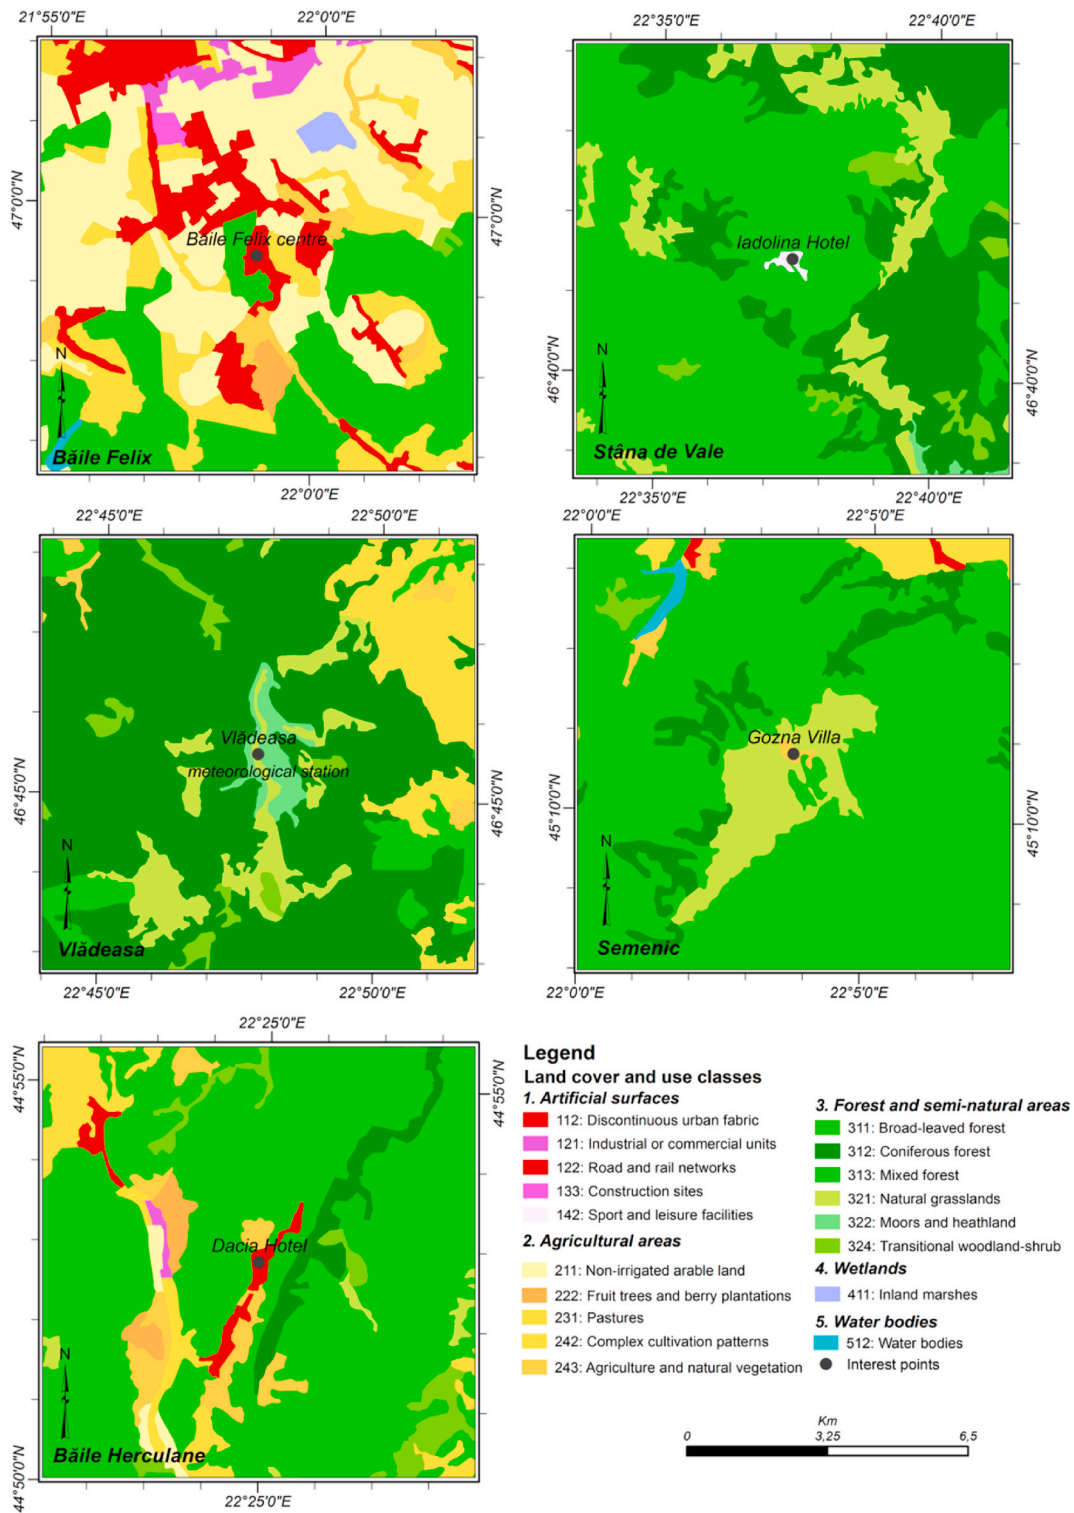 21°55'0"E
22°0'0"E
47°0'0"N
47°0'0"N
Băile Felix centre
N
Băile Felix
22°0'0"E
22°35'0"E
22°40'0"E
Iadolina Hotel
46°40'0"N
46°40'0"N
N
Stâna de Vale
22°35'0"E
22°40'0"E
22°45'0"E
22°50'0"E
Vlădeasa
meteorological station
46°45'0"N
46°45'0"N
N
Vlădeasa
22°45'0"E
22°50'0"E
22°0'0"E
22°5'0"E
Gozna Villa
45°10'0"N
45°10'0"N
N
Semenic
22°0'0"E
22°5'0"E
22°25'0"E
44°55'0"N
44°55'0"N
Dacia Hotel
N
Băile Herculane
44°50'0"N
22°25'0"E
Legend
Land cover and use classes
1. Artificial surfaces
112: Discontinuous urban fabric
121: Industrial or commercial units
122: Road and rail networks
133: Construction sites
142: Sport and leisure facilities
2. Agricultural areas
211: Non-irrigated arable land
222: Fruit trees and berry plantations
231: Pastures
242: Complex cultivation patterns
243: Agriculture and natural vegetation
3. Forest and semi-natural areas
311: Broad-leaved forest
312: Coniferous forest
313: Mixed forest
321: Natural grasslands
322: Moors and heathland
324: Transitional woodland-shrub
4. Wetlands
411: Inland marshes
5. Water bodies
512: Water bodies
Interest points
Km
0
3,25
6,5